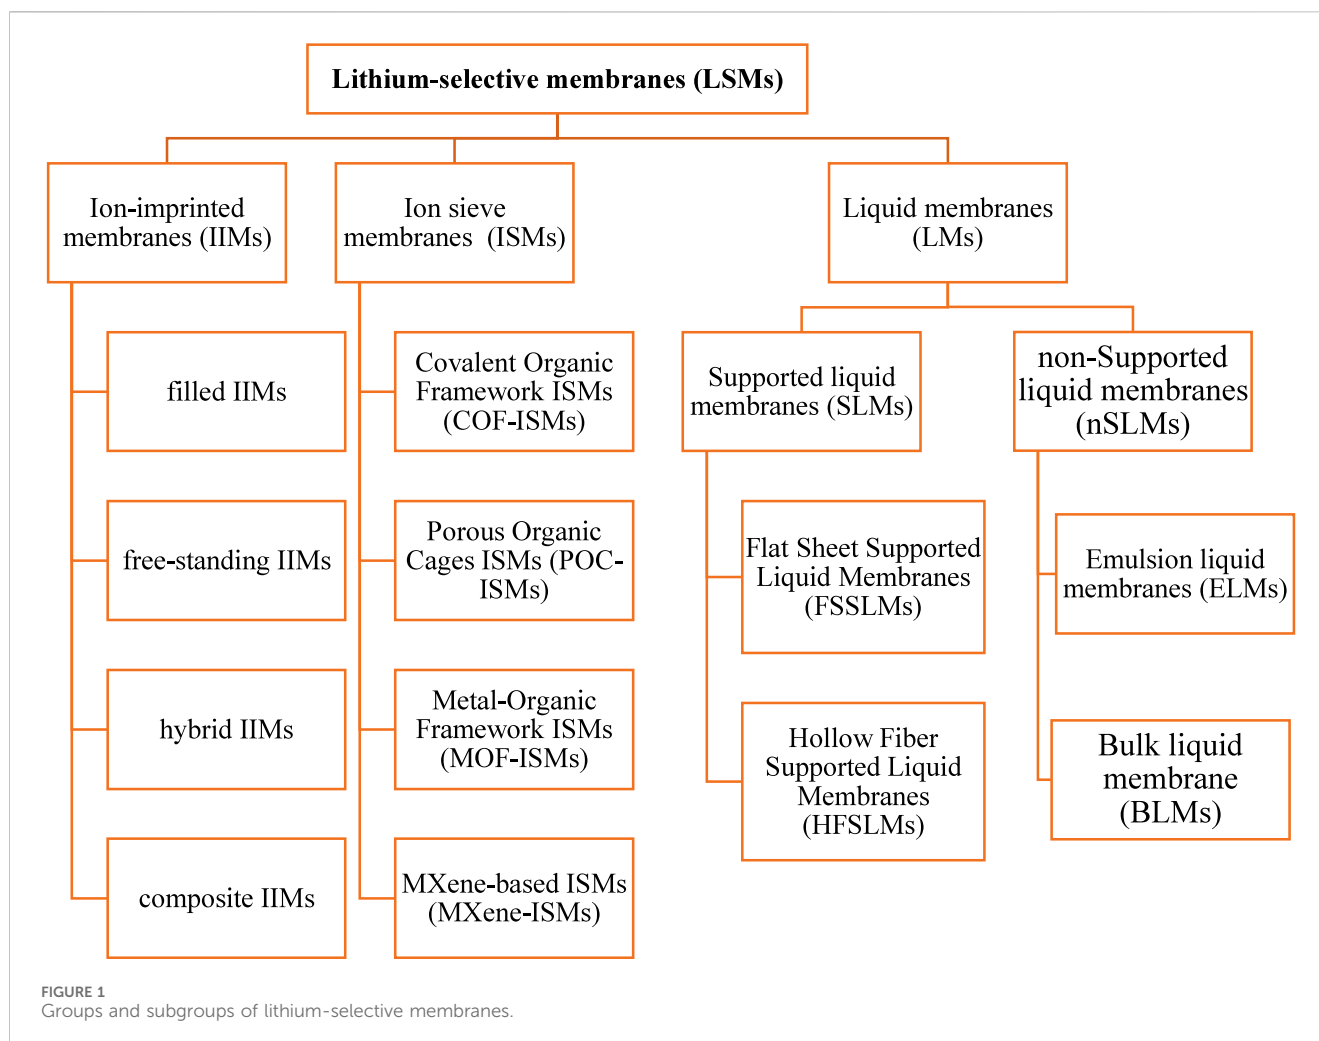 Lithium-selective membranes (LSMs)
Ion-imprinted
membranes (IIMs)
Ion sieve
membranes (ISMs)
Liquid membranes
(LMs)
filled IIMs
free-standing IIMs
hybrid IIMs
composite IIMs
Covalent Organic
Framework ISMs
(COF-ISMs)
Porous Organic
Cages ISMs (POC-
ISMs)
Metal-Organic
Framework ISMs
(MOF-ISMs)
MXene-based ISMs
(MXene-ISMs)
Supported liquid
membranes (SLMs)
Flat Sheet Supported
Liquid Membranes
(FSSLMs)
Hollow Fiber
Supported Liquid
Membranes
(HFSLMs)
non-Supported
liquid membranes
(nSLMs)
Emulsion liquid
membranes (ELMs)
Bulk liquid
membrane
(BLMs)
FIGURE 1
Groups and subgroups of lithium-selective membranes.